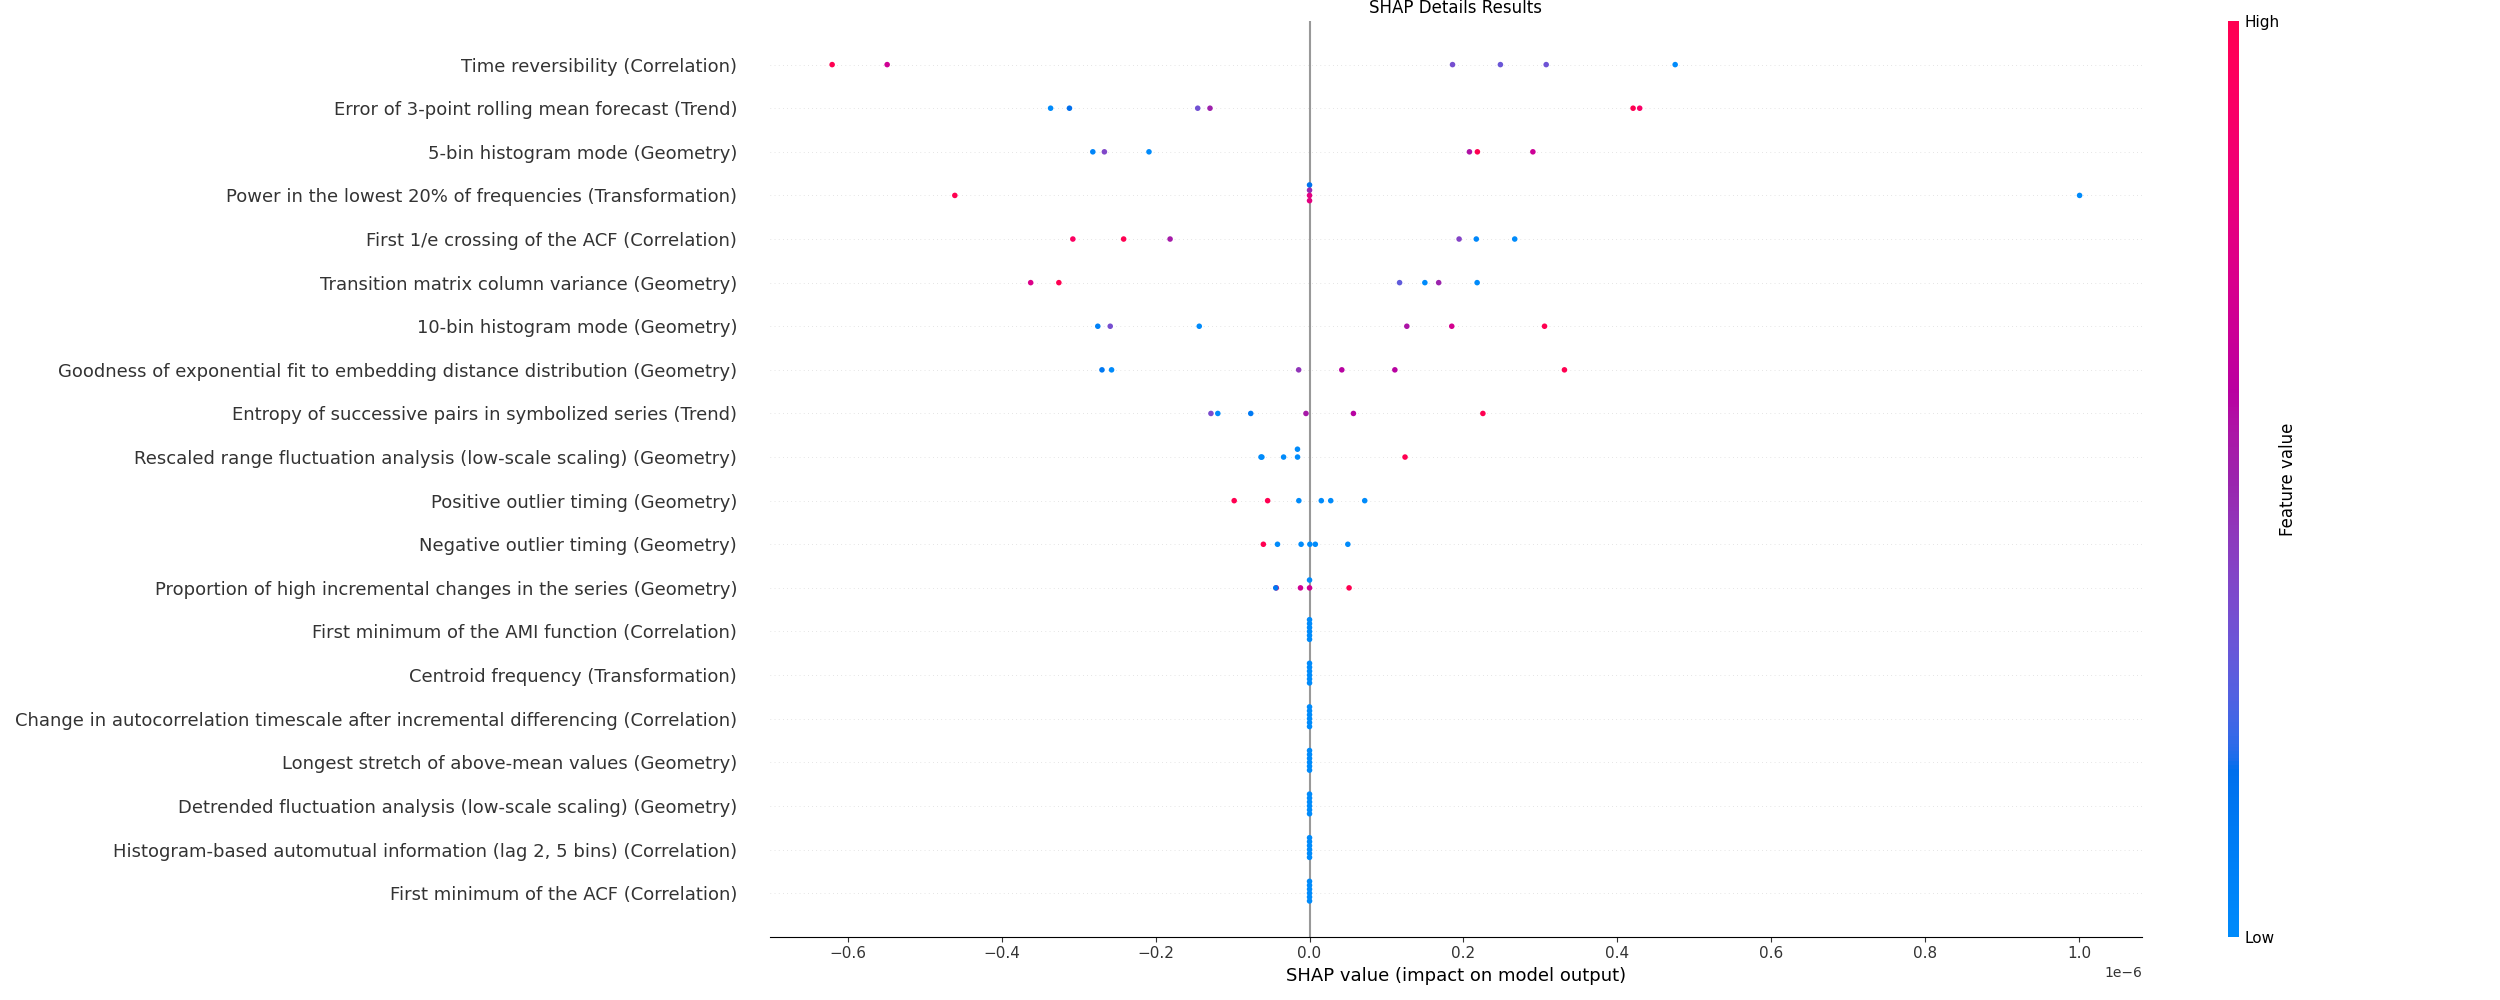 SHAP Details Results
High
Time reversibility (Correlation)
Error of 3-point rolling mean forecast (Trend)
5-bin histogram mode (Geometry)
Power in the lowest 20% of frequencies (Transformation)
First 1/e crossing of the ACF (Correlation)
Transition matrix column variance (Geometry)
10-bin histogram mode (Geometry)
Goodness of exponential fit to embedding distance distribution (Geometry)
Entropy of successive pairs in symbolized series (Trend)
Rescaled range fluctuation analysis (low-scale scaling) (Geometry)
Positive outlier timing (Geometry)
Negative outlier timing (Geometry)
Proportion of high incremental changes in the series (Geometry)
First minimum of the AMI function (Correlation)
Centroid frequency (Transformation)
Change in autocorrelation timescale after incremental differencing (Correlation)
Longest stretch of above-mean values (Geometry)
Detrended fluctuation analysis (low-scale scaling) (Geometry)
Histogram-based automutual information (lag 2, 5 bins) (Correlation)
First minimum of the ACF (Correlation)
Feature value
Low
−0.6 −0.4 −0.2 0.0 0.2 0.4 0.6 0.8 1.0
1e−6
SHAP value (impact on model output)